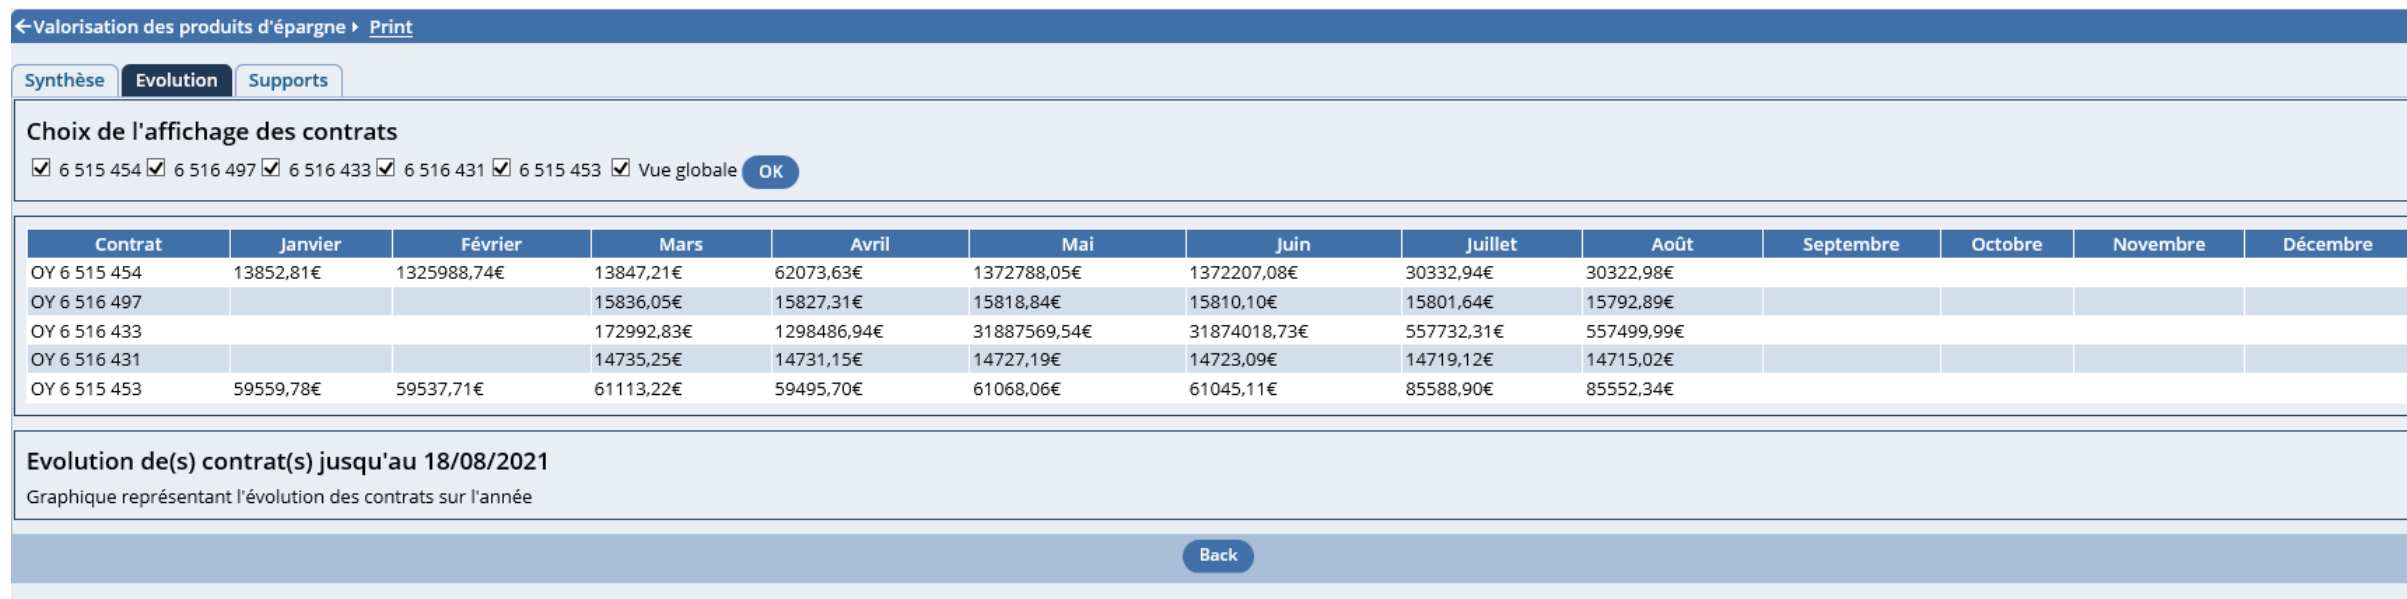 ←Valorisation des produits d'épargne Print
Synthèse Evolution Supports
Choix de l'affichage des contrats
6 515 454 6 516 497 6 516 433 6 516 431 6 515 453 Vue globale OK
Contrat Janvier Février Mars Avril Mai Juin Juillet Août Septembre Octobre Novembre Décembre
OY 6 515 454 13852,81€ 1325988,74€ 13847,21€ 62073,63€ 1372788,05€ 1372207,08€ 30332,94€ 30322,98€
OY 6 516 497 15836,05€ 15827,31€ 15818,84€ 15810,10€ 15801,64€ 15792,89€
OY 6 516 433 172992,83€ 1298486,94€ 31887569,54€ 31874018,73€ 557732,31€ 557499,99€
OY 6 516 431 14735,25€ 14731,15€ 14727,19€ 14723,09€ 14719,12€ 14715,02€
OY 6 515 453 59559,78€ 59537,71€ 61113,22€ 59495,70€ 61068,06€ 61045,11€ 85588,90€ 85552,34€
Evolution de(s) contrat(s) jusqu'au 18/08/2021
Graphique représentant l'évolution des contrats sur l'année
Back